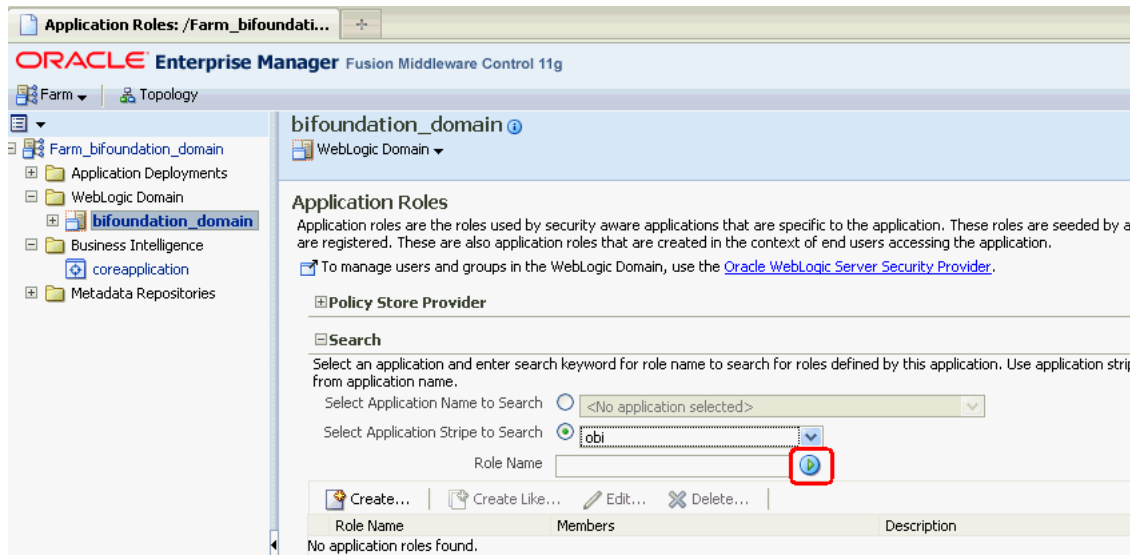 Application Roles: /Farm_bifoundati...
ORACLE Enterprise Manager Fusion Middleware Control 11g
Farm
Topology
Farm_bifoundation_domain
Application Deployments
WebLogic Domain
bifoundation_domain
Business Intelligence
coreapplication
Metadata Repositories
bifoundation_domain
WebLogic Domain
Application Roles
Application roles are the roles used by security aware applications that are specific to the application. These roles are seeded by a
are registered. These are also application roles that are created in the context of end users accessing the application.
To manage users and groups in the WebLogic Domain, use the Oracle WebLogic Server Security Provider.
Policy Store Provider
Search
Select an application and enter search keyword for role name to search for roles defined by this application. Use application stri
from application name.
Select Application Name to Search <No application selected>
Select Application Stripe to Search obi
Role Name
Create... Create Like... Edit... Delete...
Role Name Members Description
No application roles found.